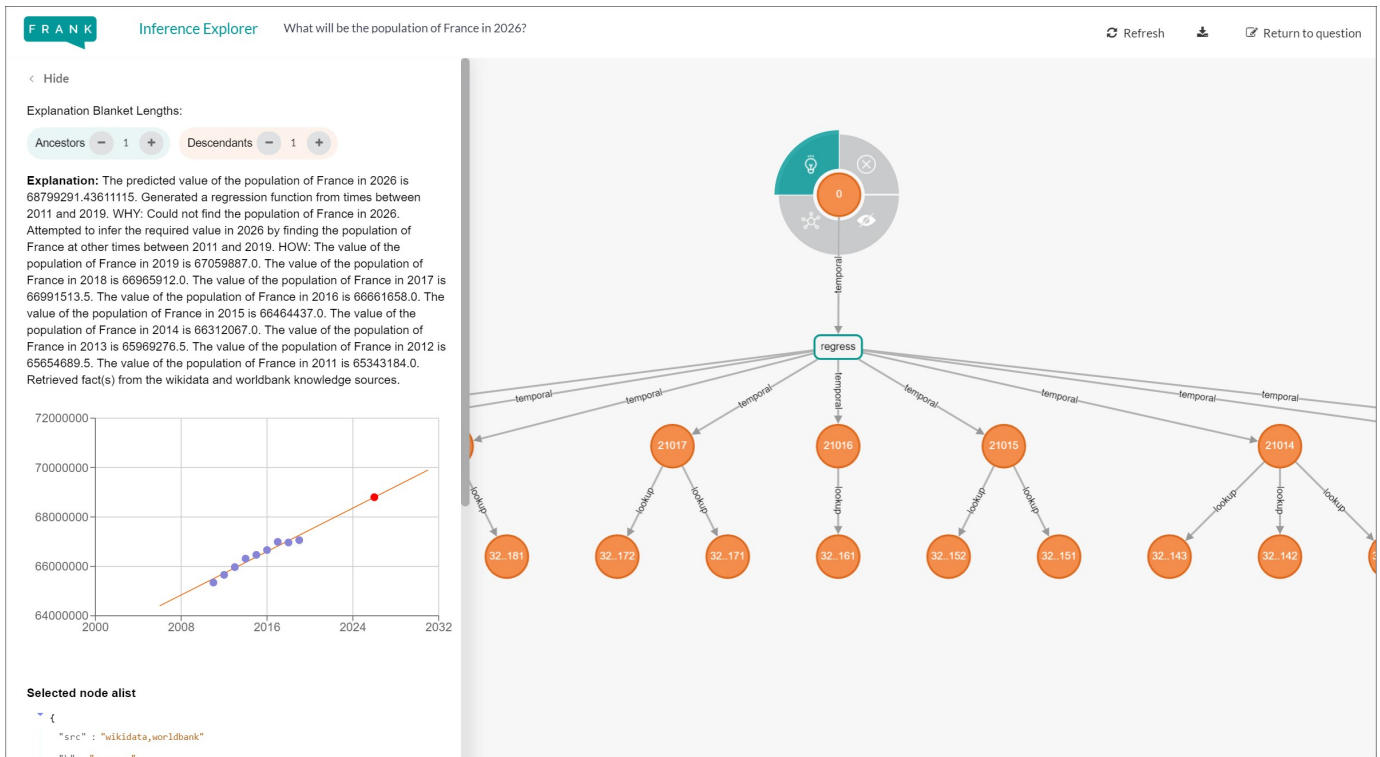 FRANK
Inference Explorer
What will be the population of France in 2026?
Refresh
Return to question
< Hide
Explanation Blanket Lengths:
Ancestors − 1 +
Descendants − 1 +
Explanation: The predicted value of the population of France in 2026 is
68799291.43611115. Generated a regression function from times between
2011 and 2019. WHY: Could not find the population of France in 2026.
Attempted to infer the required value in 2026 by finding the population of
France at other times between 2011 and 2019. HOW: The value of the
population of France in 2019 is 67059887.0. The value of the population of
France in 2018 is 66965912.0. The value of the population of France in 2017 is
66991513.5. The value of the population of France in 2016 is 66661658.0. The
value of the population of France in 2015 is 66464437.0. The value of the
population of France in 2014 is 66312067.0. The value of the population of
France in 2013 is 65969276.5. The value of the population of France in 2012 is
65654689.5. The value of the population of France in 2011 is 65343184.0.
Retrieved fact(s) from the wikidata and worldbank knowledge sources.
72000000
70000000
68000000
66000000
64000000
2000
2008
2016
2024
2032
Selected node alist
{
"src" : "wikidata,worldbank"
0
temporal
regress
temporal
temporal
temporal
temporal
temporal
temporal
temporal
temporal
21017
21016
21015
21014
lookup
lookup
lookup
lookup
lookup
lookup
lookup
lookup
lookup
32..181
32..172
32..171
32..161
32..152
32..151
32..143
32..142